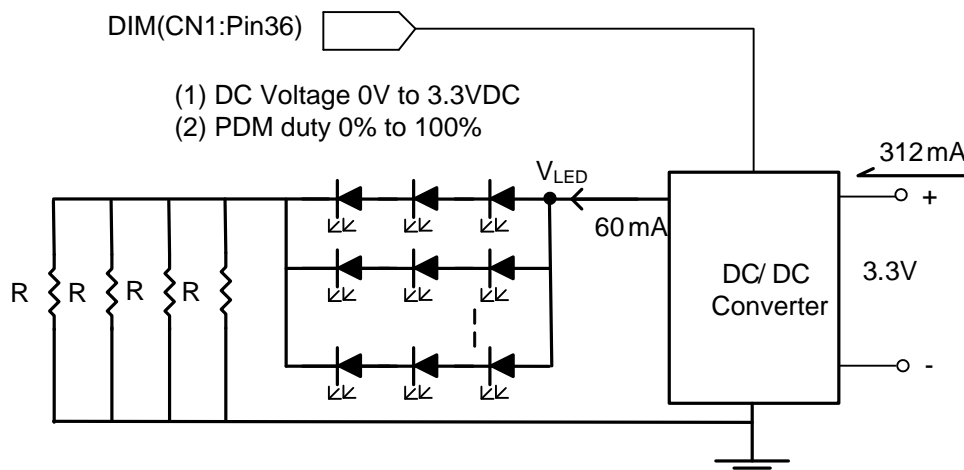 DIM(CN1:Pin36)
(1) DC Voltage 0V to 3.3VDC
(2) PDM duty 0% to 100%
312mA
VLED
+
60mA
R R R R
DC/ DC
Converter
3.3V
-